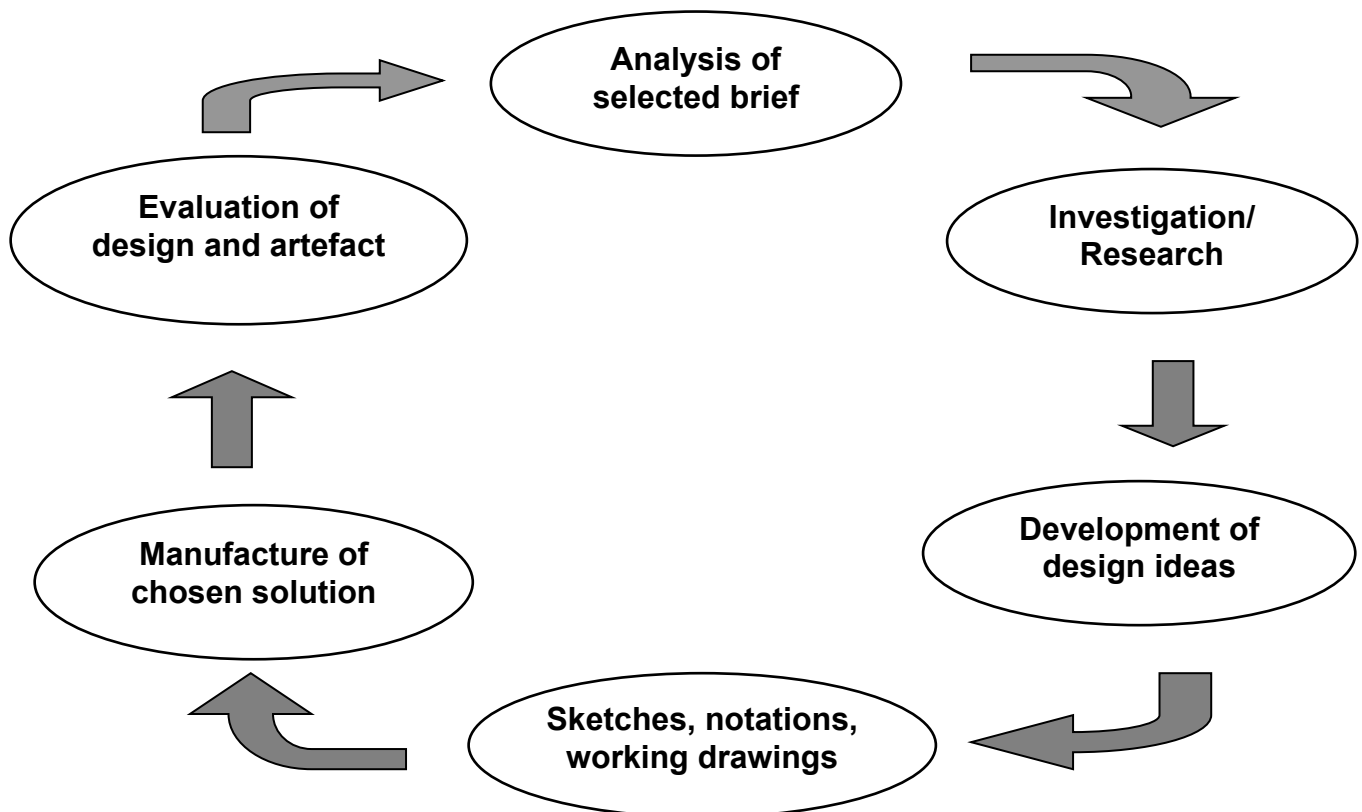 Analysis of
selected brief
Investigation/
Research
Development of
design ideas
Sketches, notations,
working drawings
Manufacture of
chosen solution
Evaluation of
design and artefact